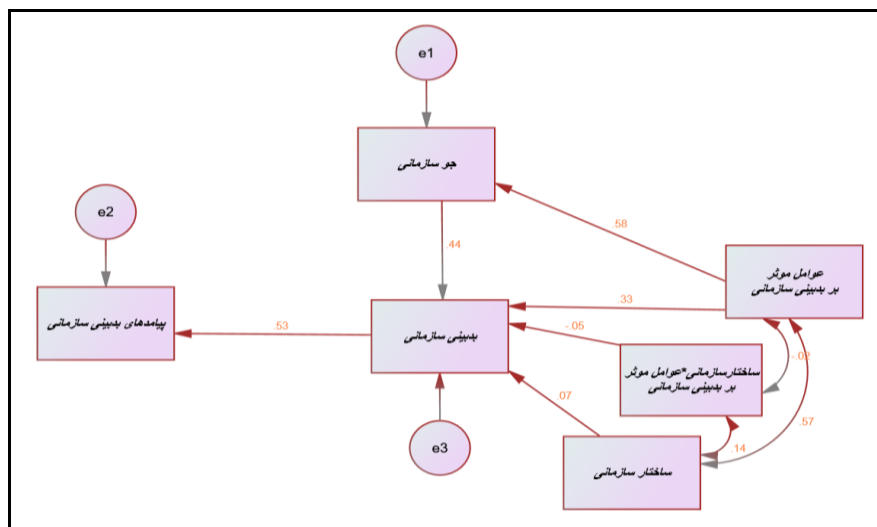 e1
جو سازمانی
.58
e2
.44
عوامل موثر
بر بدبینی سازمانی
.33
پیامدهای بدبینی سازمانی
.53
بدبینی سازمانی
-.05
ساختارسازمانی*عوامل موثر
بر بدبینی سازمانی
.07
.57
.14
e3
ساختار سازمانی